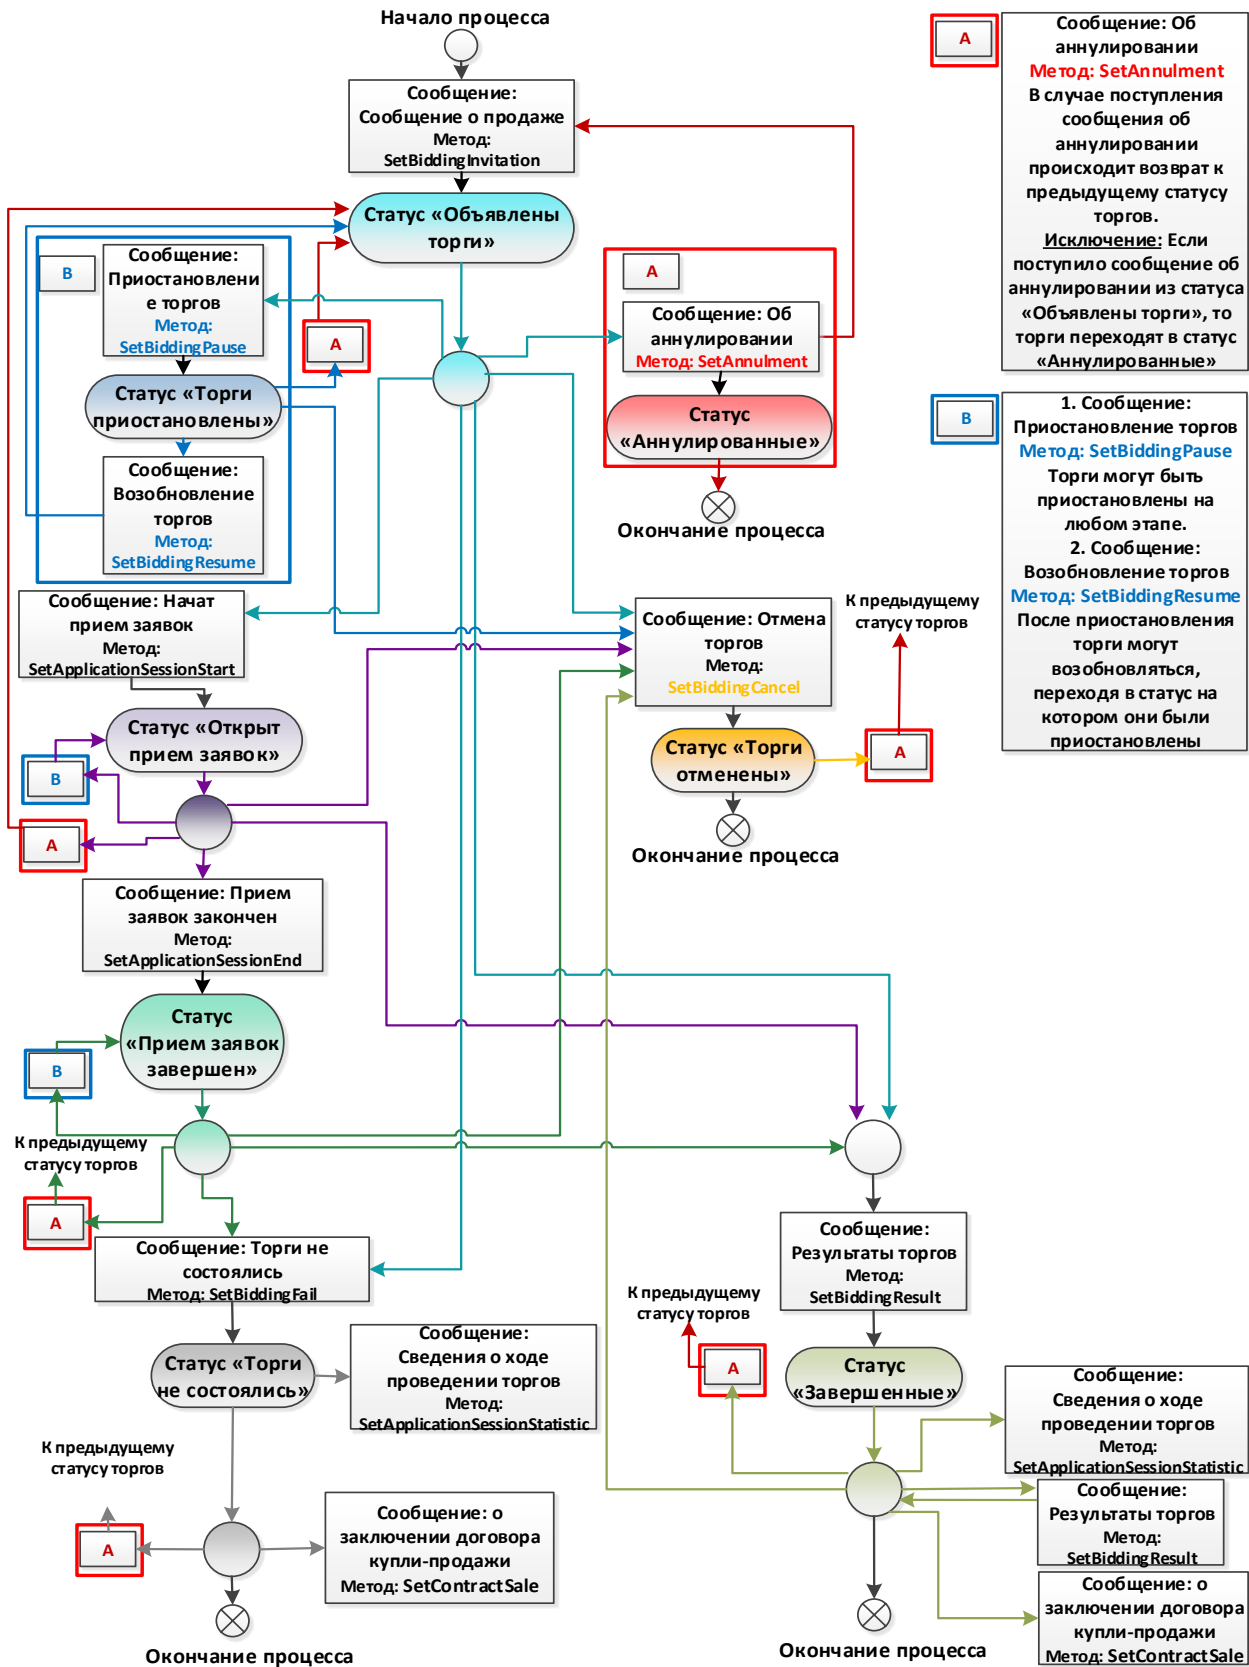 Начало процесса
Сообщение:
Сообщение о продаже
Метод:
SetBiddingInvitation
Статус «Объявлены
торги»
B
Сообщение:
Приостановлени
е торгов
Метод:
SetBiddingPause
Статус «Торги
приостановлены»
Сообщение:
Возобновление
торгов
Метод:
SetBiddingResume
A
A
Сообщение: Об
аннулировании
Метод: SetAnnulment
Статус
«Аннулированные»
Окончание процесса
A
Сообщение: Об
аннулировании
Метод: SetAnnulment
В случае поступления
сообщения об
аннулировании
происходит возврат к
предыдущему статусу
торгов.
Исключение: Если
поступило сообщение об
аннулировании из статуса
«Объявлены торги», то
торги переходят в статус
«Аннулированные»
B
1. Сообщение:
Приостановление торгов
Метод: SetBiddingPause
Торги могут быть
приостановлены на
любом этапе.
2. Сообщение:
Возобновление торгов
Метод: SetBiddingResume
После приостановления
торги могут
возобновляться,
переходя в статус на
котором они были
приостановлены
Сообщение: Начат
прием заявок
Метод:
SetApplicationSessionStart
Статус «Открыт
прием заявок»
B
A
Сообщение: Отмена
торгов
Метод:
SetBiddingCancel
Статус «Торги
отменены»
Окончание процесса
К предыдущему
статусу торгов
A
Сообщение: Прием
заявок закончен
Метод:
SetApplicationSessionEnd
Статус
«Прием заявок
завершен»
B
К предыдущему
статусу торгов
A
Сообщение: Торги не
состоялись
Метод: SetBiddingFail
Статус «Торги
не состоялись»
Сообщение:
Сведения о ходе
проведении торгов
Метод:
SetApplicationSessionStatistic
К предыдущему
статусу торгов
A
Сообщение: о
заключении договора
купли-продажи
Метод: SetContractSale
Окончание процесса
Сообщение:
Результаты торгов
Метод:
SetBiddingResult
К предыдущему
статусу торгов
A
Статус
«Завершенные»
Сообщение:
Сведения о ходе
проведении торгов
Метод:
SetApplicationSessionStatistic
Сообщение:
Результаты торгов
Метод:
SetBiddingResult
Сообщение: о
заключении договора
купли-продажи
Метод: SetContractSale
Окончание процесса